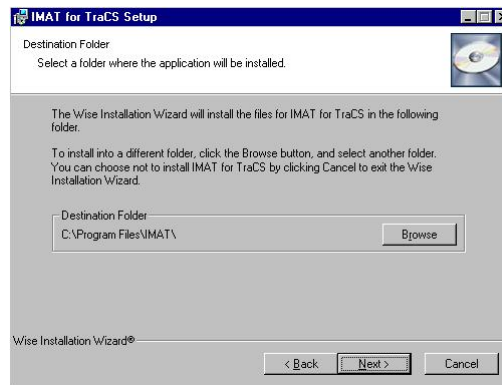 IMAT for TraCS Setup
Destination Folder
Select a folder where the application will be installed.
The Wise Installation Wizard will install the files for IMAT for TraCS in the following
folder.
To install into a different folder, click the Browse button, and select another folder.
You can choose not to install IMAT for TraCS by clicking Cancel to exit the Wise
Installation Wizard.
Destination Folder
C:\Program Files\IMAT\
Browse
Wise Installation Wizard®
< Back
Next >
Cancel